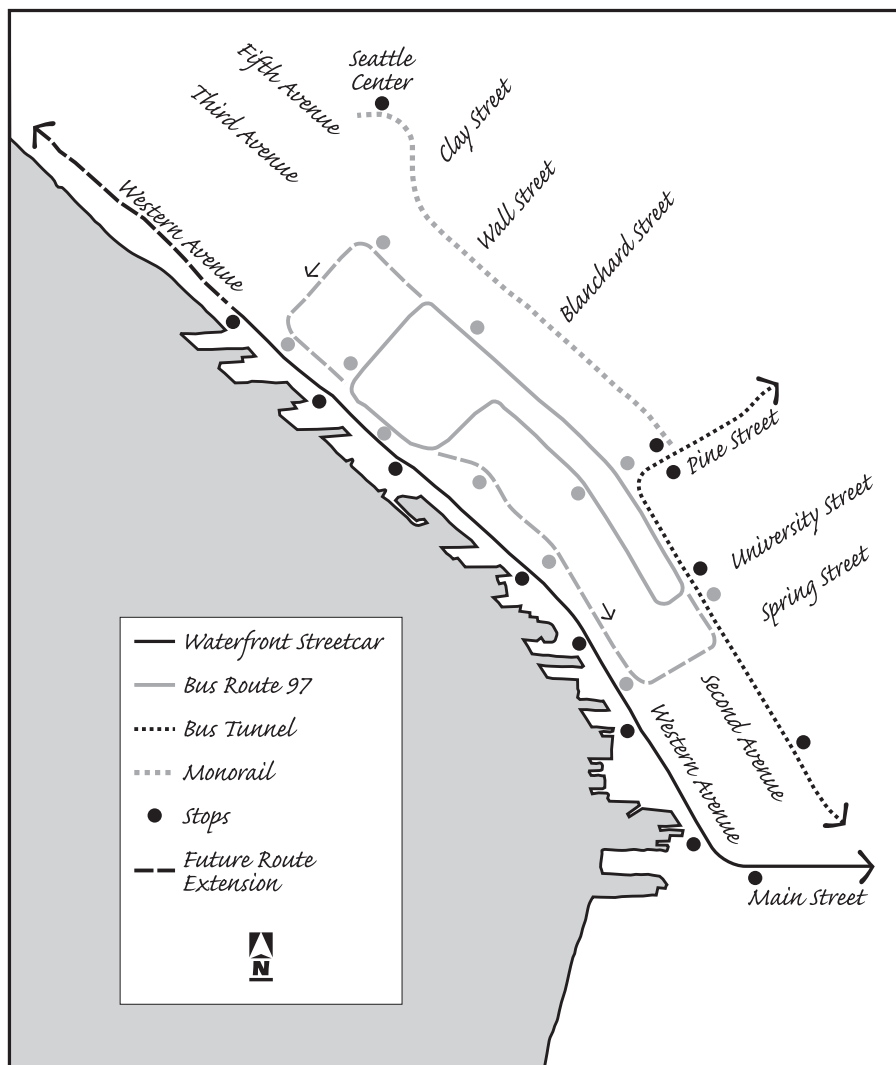 Seattle
Center
Fifth Avenue
Third Avenue
Clay Street
Wall Street
Western Avenue
Blanchard Street
Pine Street
University Street
Spring Street
Waterfront Streetcar
Bus Route 97
Bus Tunnel
Monorail
Stops
Future Route
Extension
N
Second Avenue
Western Avenue
Main Street